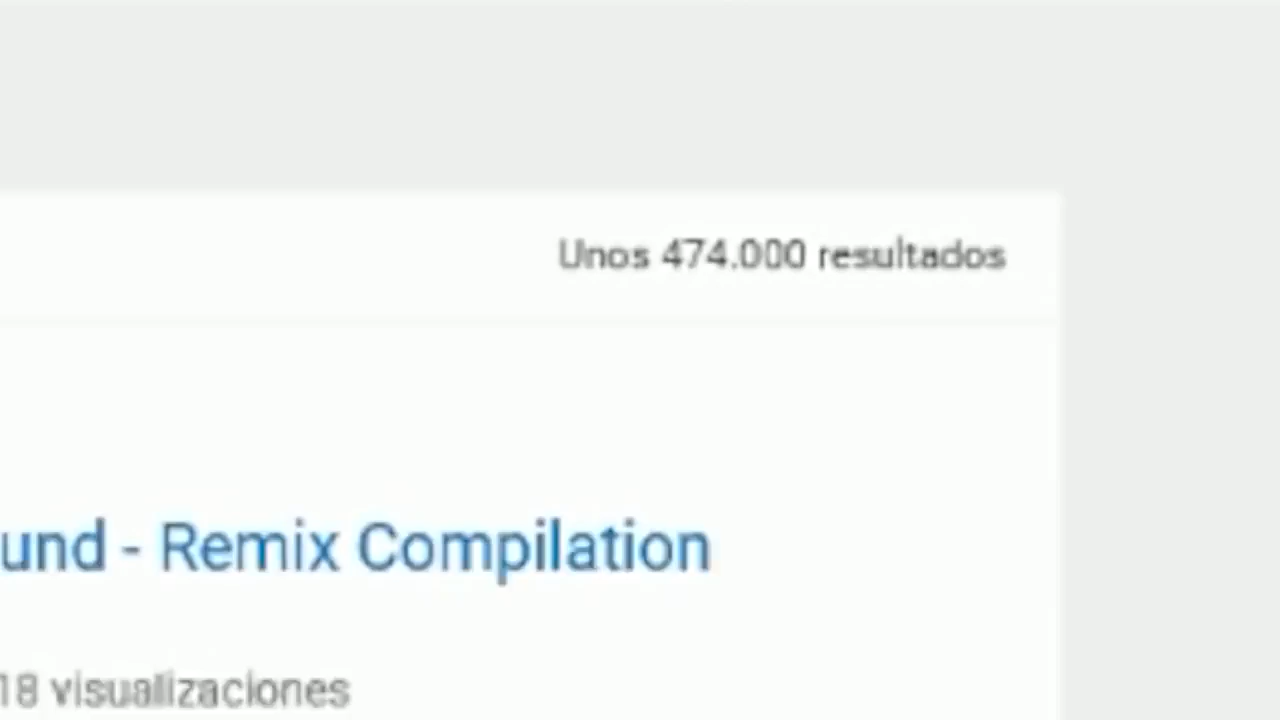 Unos 474.000 resultados
und - Remix Compilation
18 visualizaciones